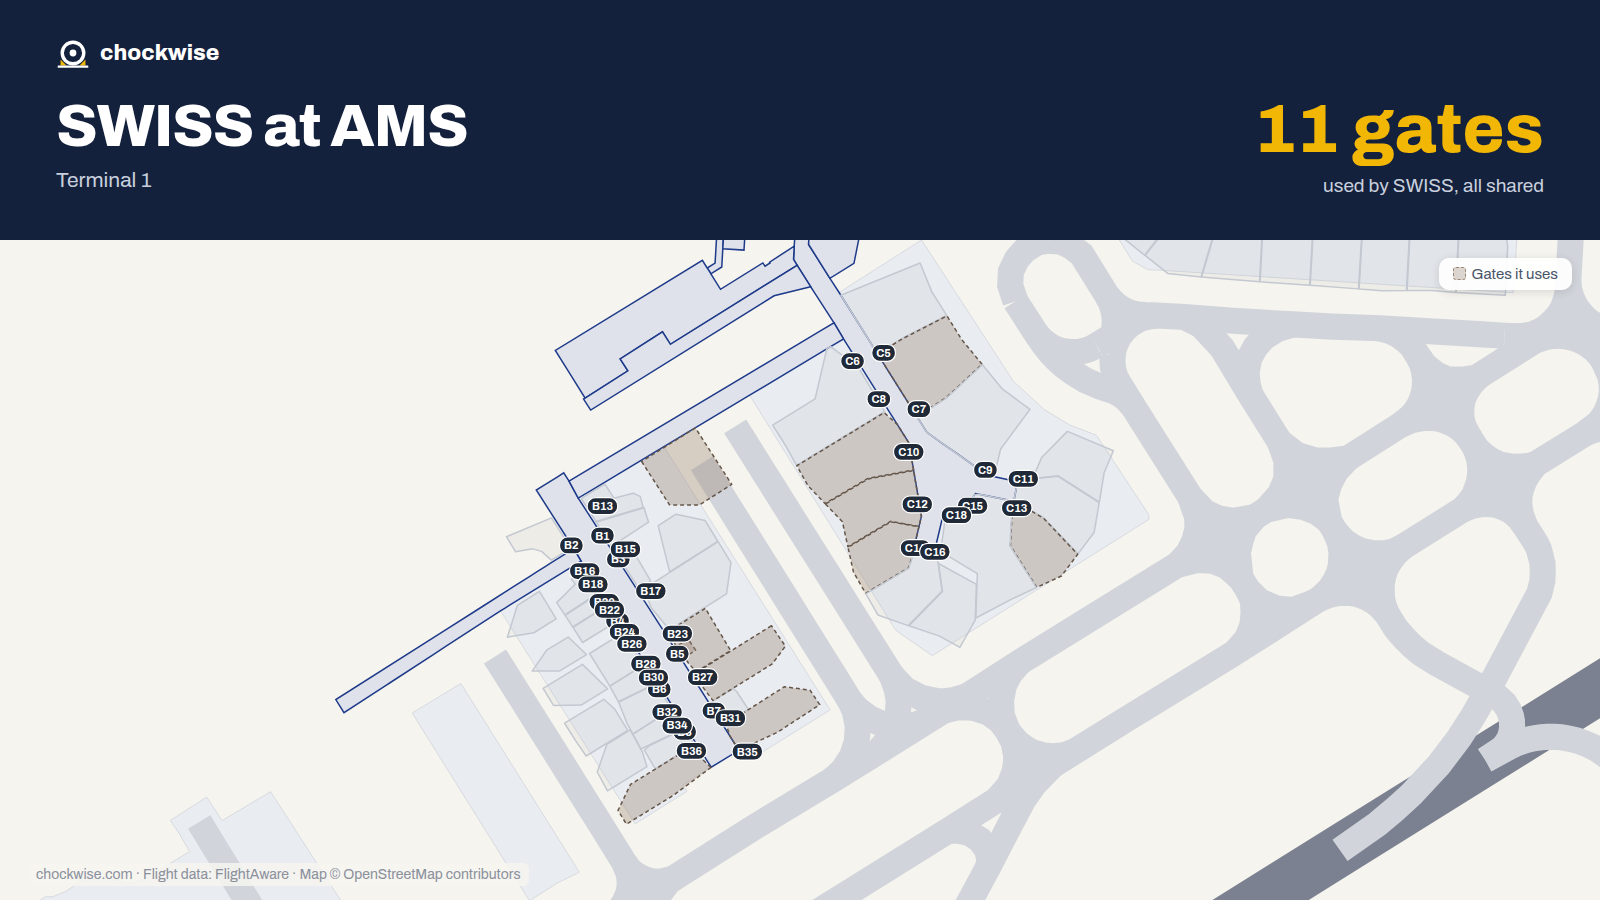 chockwise
SWISS at AMS
Terminal 1
11 gates
used by SWISS, all shared
Gates it uses
C6
C5
C8
C7
C10
C9
C11
C12
C18
C13
C16
B13
B1
B2
B15
B16
B18
B17
B22
B26
B23
B28
B5
B30
B27
B6
B32
B31
B34
B36
B35
chockwise.com · Flight data: FlightAware · Map © OpenStreetMap contributors